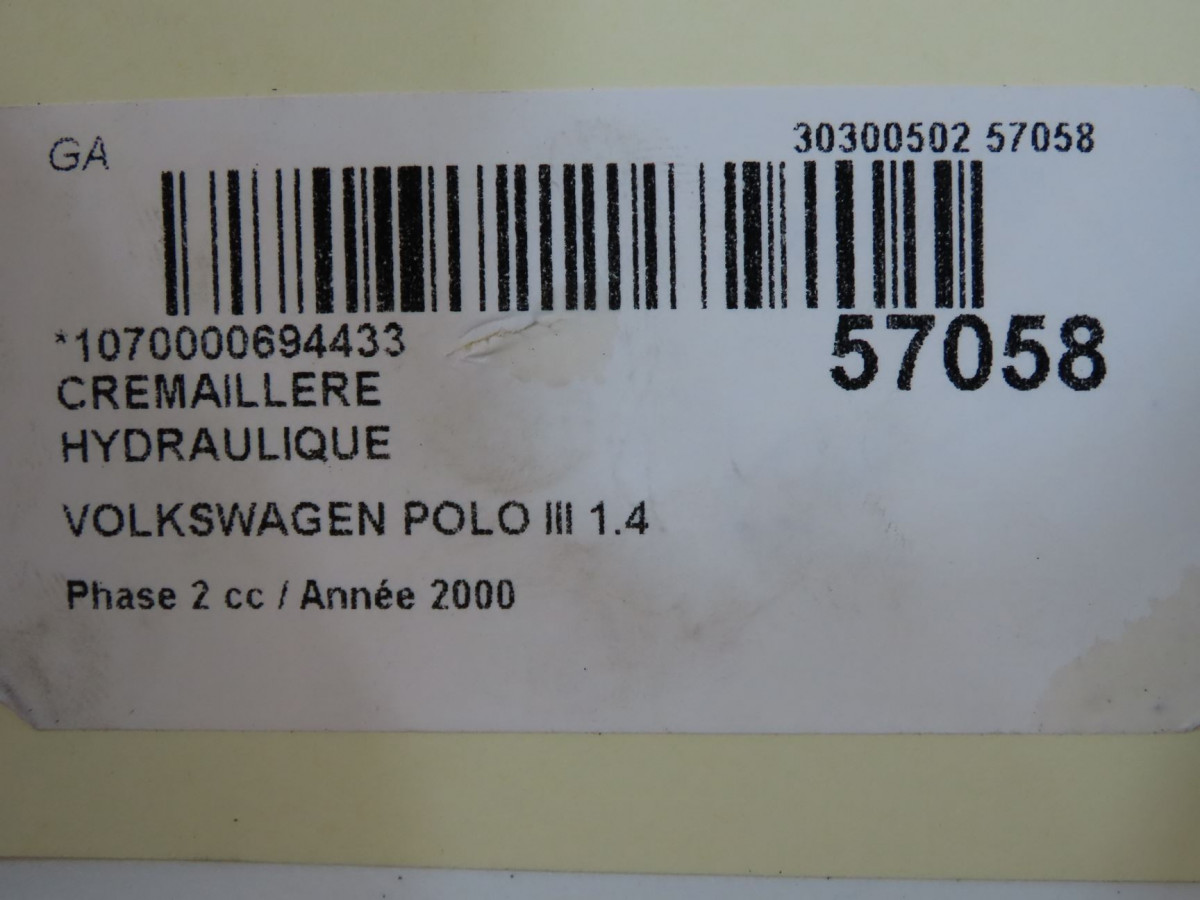 GA
30300502 57058
*1070000694433
57058
CREMAILLERE
HYDRAULIQUE
VOLKSWAGEN POLO III 1.4
Phase 2 cc / Année 2000